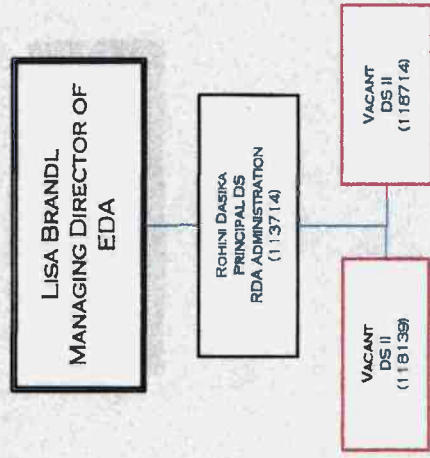 LISA BRANDL
MANAGING DIRECTOR OF
EDA
ROHINI DASIKA
PRINCIPAL DS
RDA ADMINISTRATION
(113714)
VACANT
DS II
(118139)
VACANT
DS II
(118714)